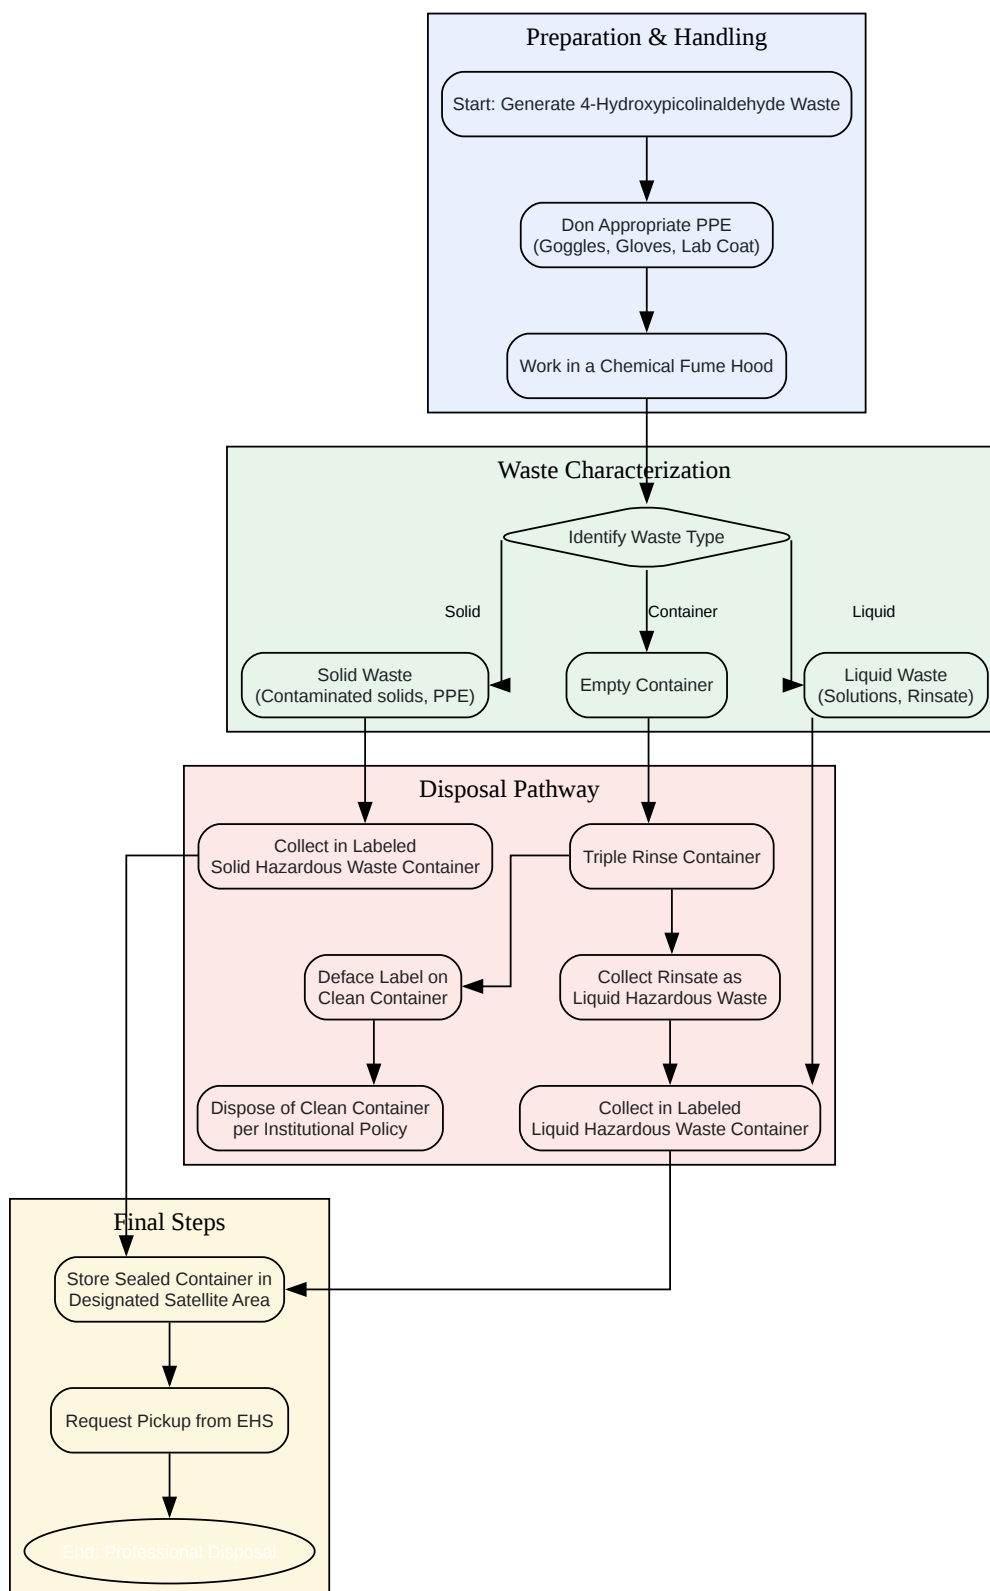 Preparation & Handling
Start: Generate 4-Hydroxypicolinaldehyde Waste
Don Appropriate PPE
(Goggles, Gloves, Lab Coat)
Work in a Chemical Fume Hood
Waste Characterization
Identify Waste Type
Solid
Container
Liquid
Solid Waste
(Contaminated solids, PPE)
Empty Container
Liquid Waste
(Solutions, Rinsate)
Disposal Pathway
Collect in Labeled
Solid Hazardous Waste Container
Triple Rinse Container
Deface Label on
Clean Container
Collect Rinsate as
Liquid Hazardous Waste
Dispose of Clean Container
per Institutional Policy
Collect in Labeled
Liquid Hazardous Waste Container
Final Steps
Store Sealed Container in
Designated Satellite Area
Request Pickup from EHS
End: Professional Disposal